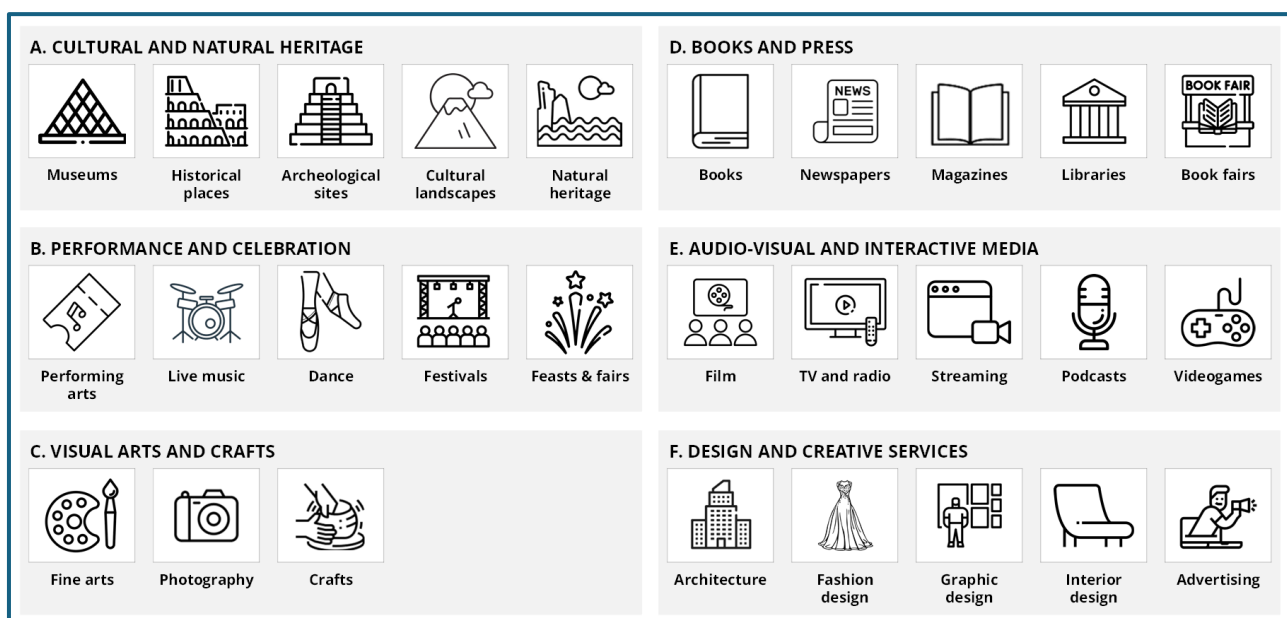 A. CULTURAL AND NATURAL HERITAGE
Museums
Historical
places
Archeological
sites
Cultural
landscapes
Natural
heritage
B. PERFORMANCE AND CELEBRATION
Performing
arts
Live music
Dance
Festivals
Feasts & fairs
C. VISUAL ARTS AND CRAFTS
Fine arts
Photography
Crafts
D. BOOKS AND PRESS
NEWS
BOOK FAIR
Books
Newspapers
Magazines
Libraries
Book fairs
E. AUDIO-VISUAL AND INTERACTIVE MEDIA
Film
TV and radio
Streaming
Podcasts
Videogames
F. DESIGN AND CREATIVE SERVICES
Architecture
Fashion
design
Graphic
design
Interior
design
Advertising